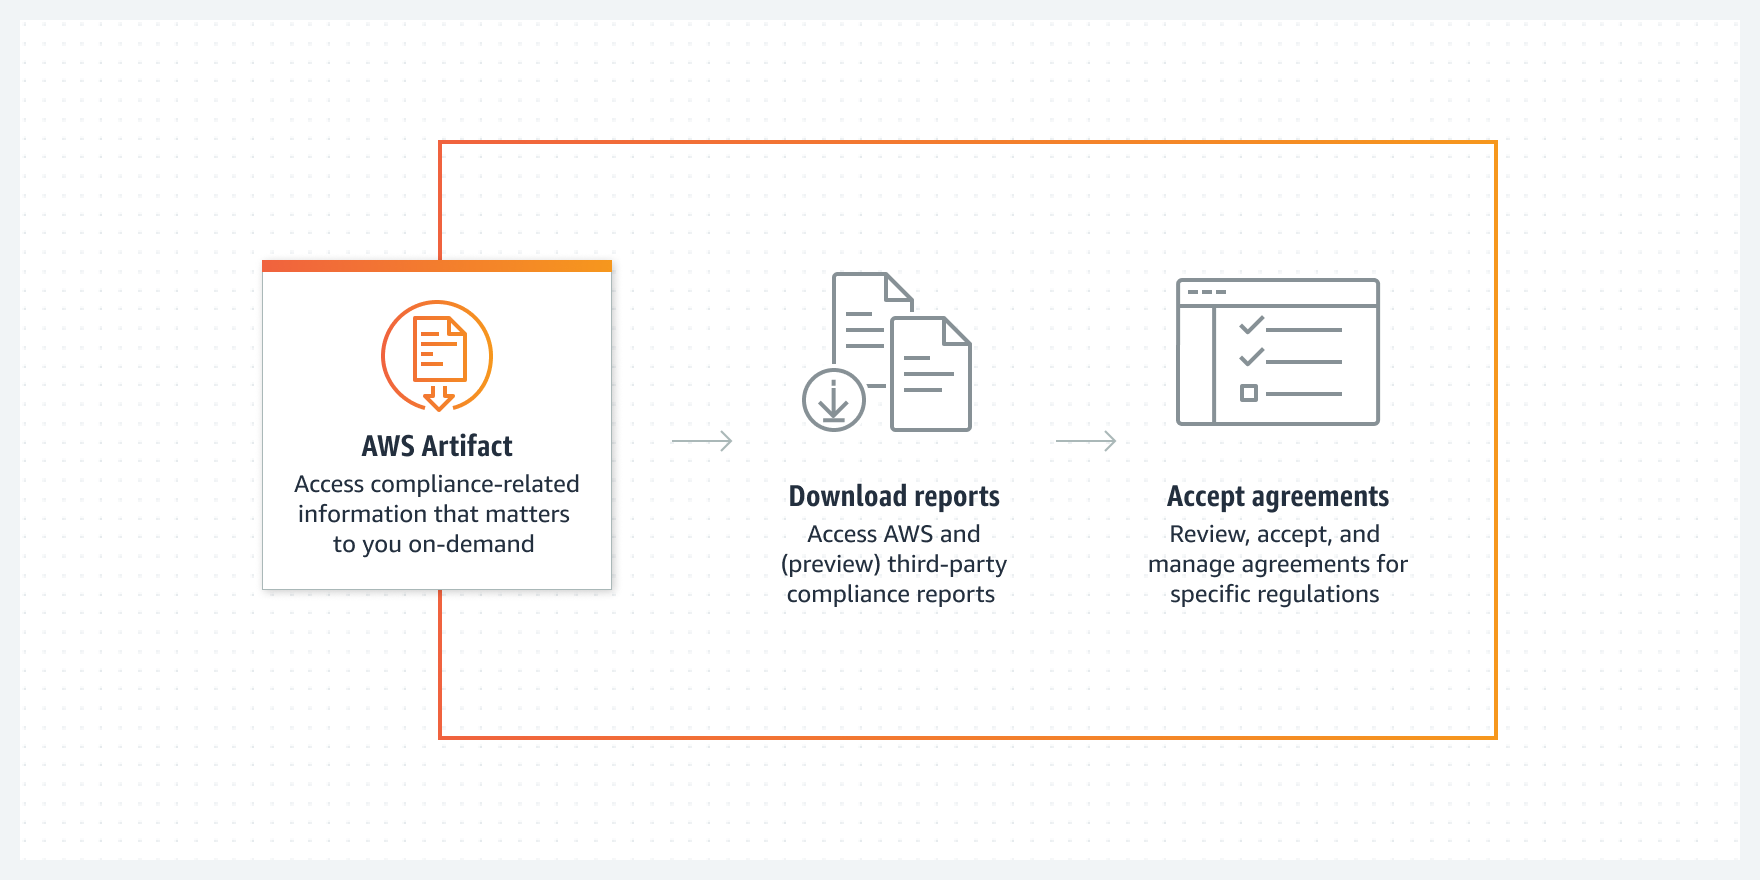 AWS Artifact
Access compliance-related
information that matters
to you on-demand
Download reports
Access AWS and
(preview) third-party
compliance reports
Accept agreements
Review, accept, and
manage agreements for
specific regulations